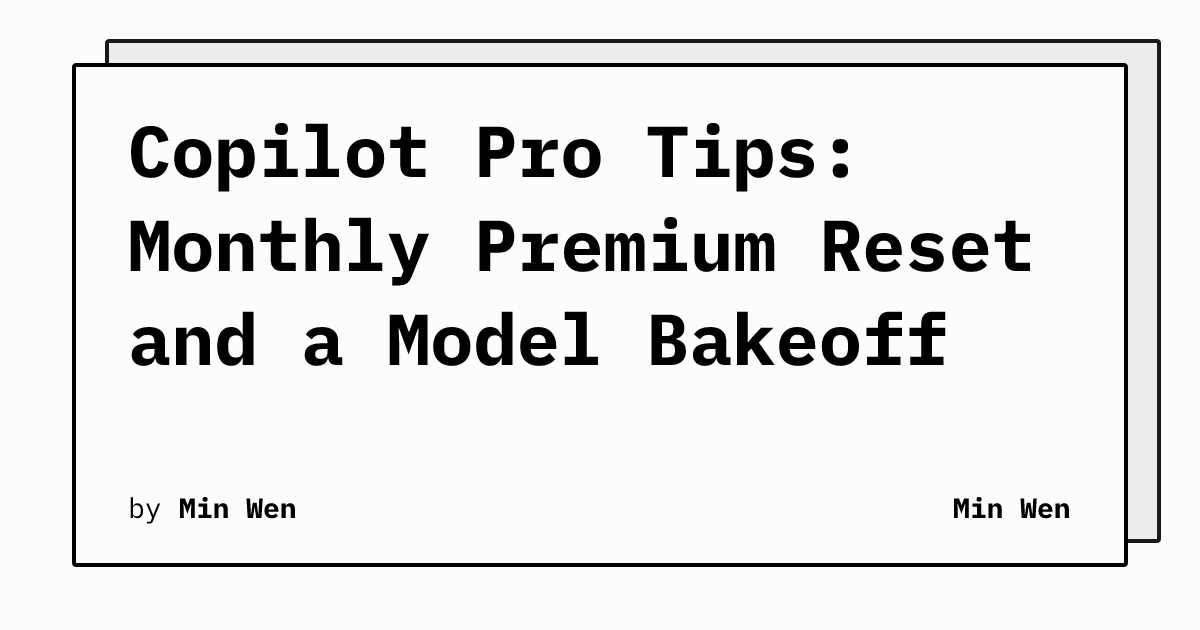 Copilot Pro Tips:
Monthly Premium Reset
and a Model Bakeoff
by Min Wen
Min Wen